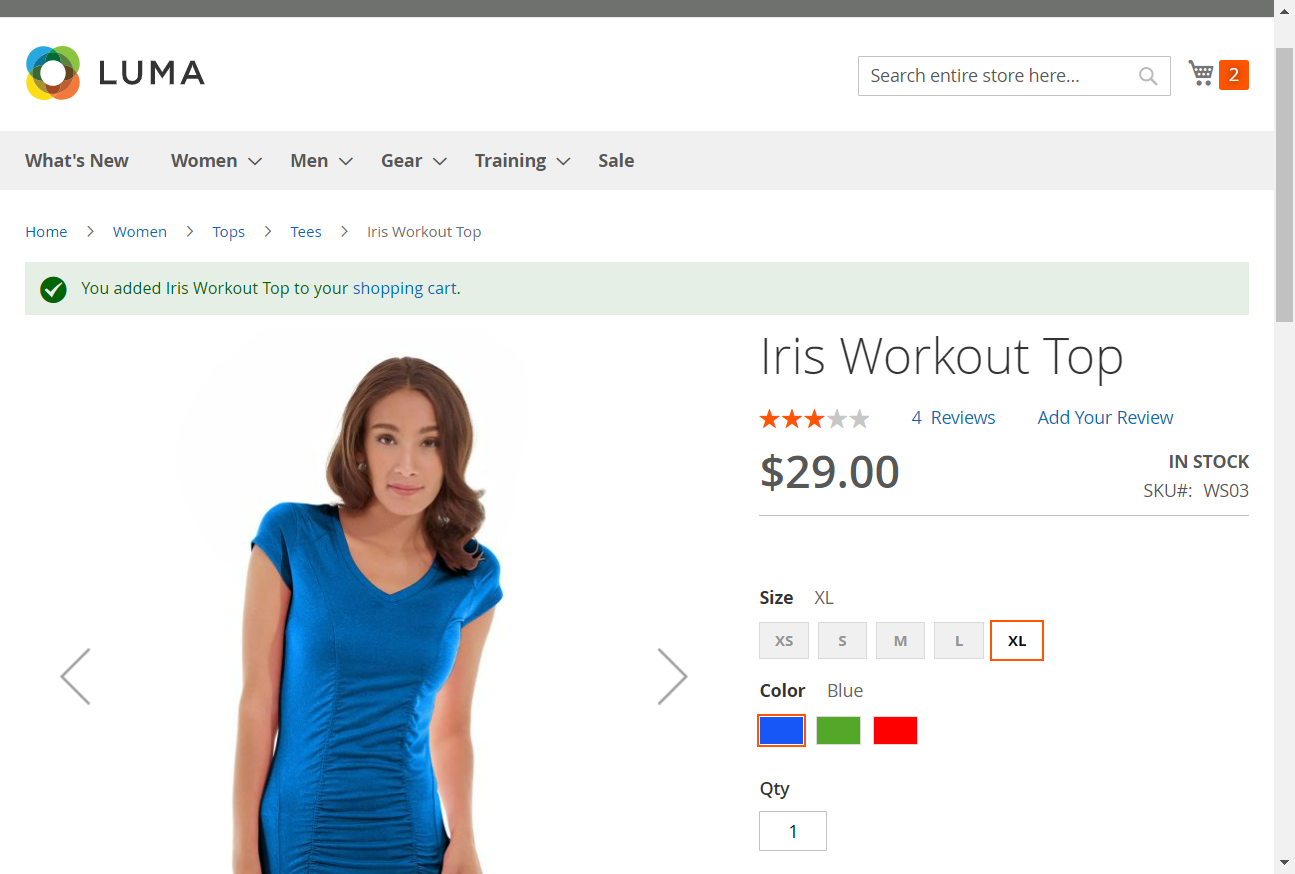 LUMA
Search entire store here...
2
What's New Women Men Gear Training Sale
Home Women Tops Tees Iris Workout Top
You added Iris Workout Top to your shopping cart.
Iris Workout Top
4 Reviews Add Your Review
$29.00
IN STOCK
SKU#: WS03
Size XL
XS S M L XL
Color Blue
Qty
1